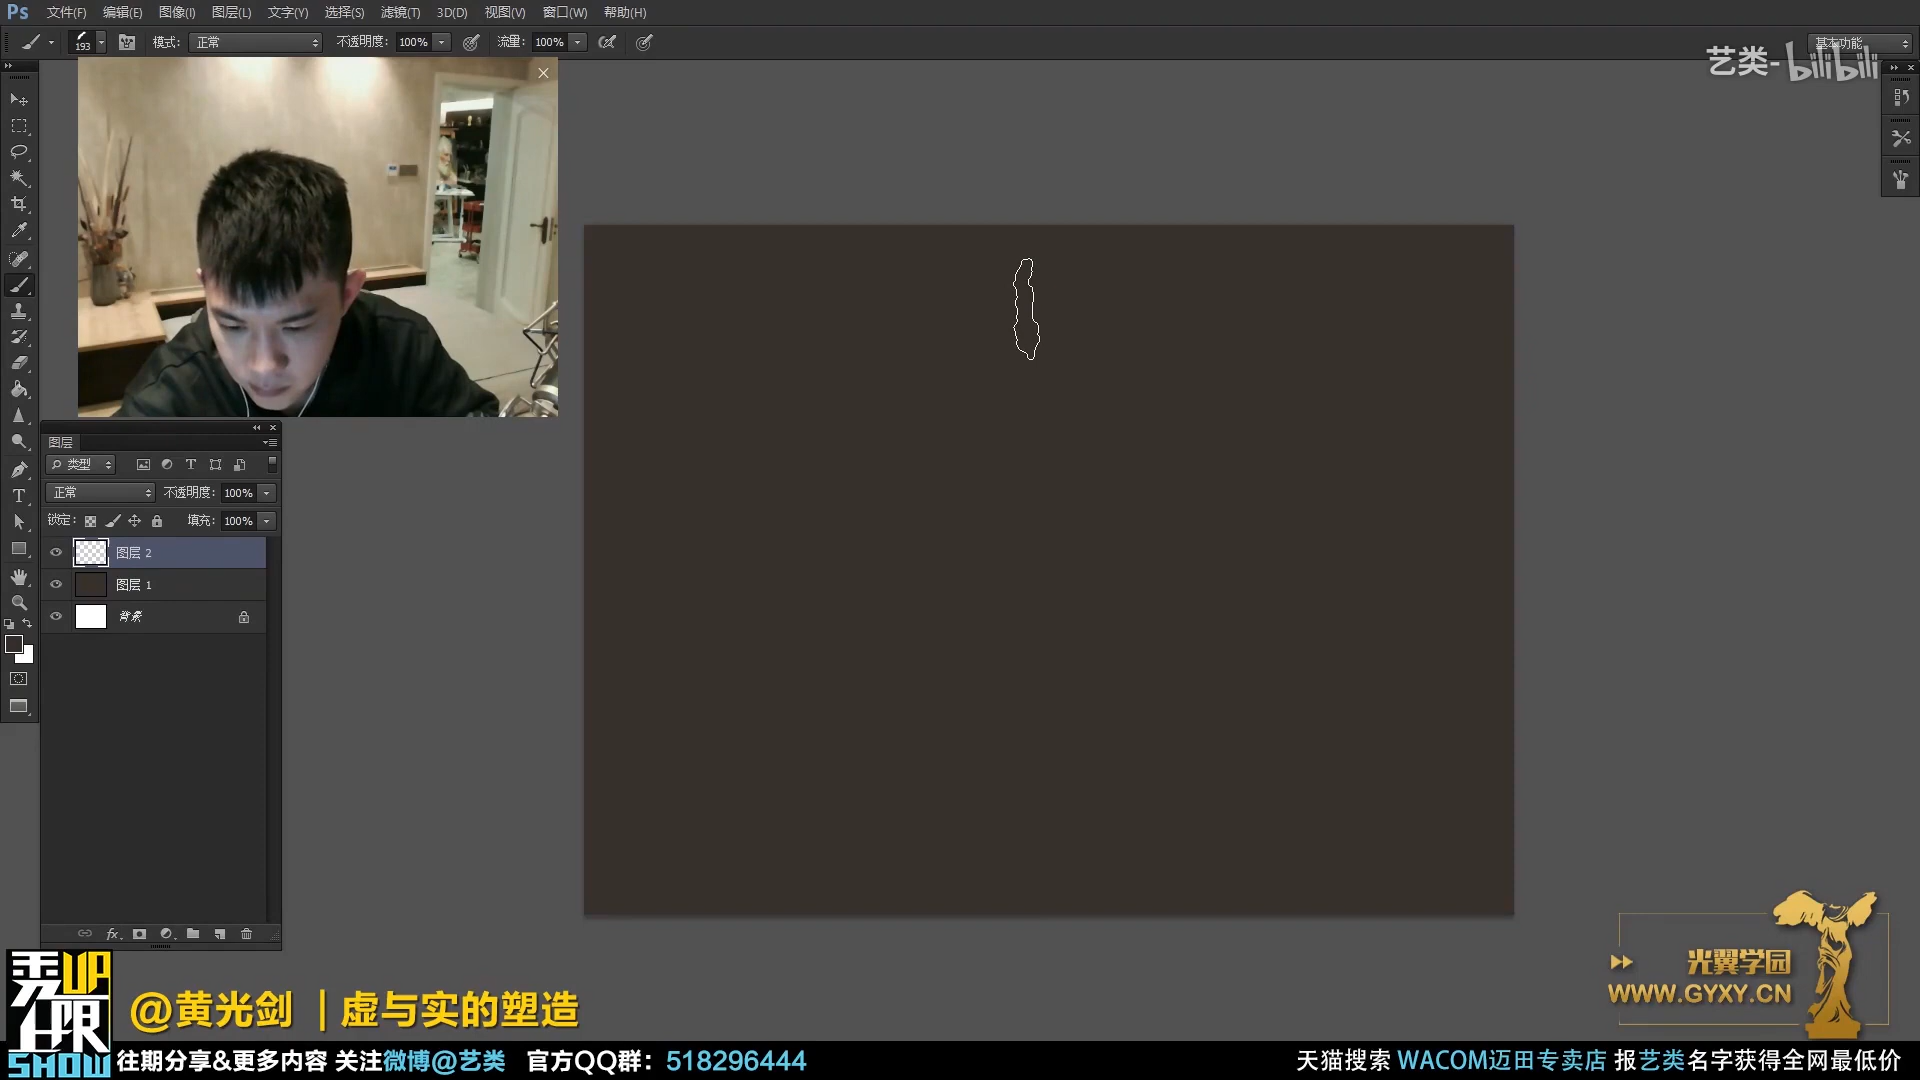 Ps 文件(F) 编辑(E) 图像(I) 图层(L) 文字(Y) 选择(S) 滤镜(T) 3D(D) 视图(V) 窗口(W) 帮助(H)
193 模式: 正常 不透明度: 100% 流量: 100% 基本功能
艺类-bilibili
图层
类型
正常 不透明度: 100%
锁定: 填充: 100%
图层 2
图层 1
背景
光翼学园
WWW.GYXY.CN
UP
SHOW
@黄光剑 | 虚与实的塑造
往期分享&更多内容 关注微博@艺类 官方QQ群: 518296444
天猫搜索 WACOM迈田专卖店 报艺类名字获得全网最低价